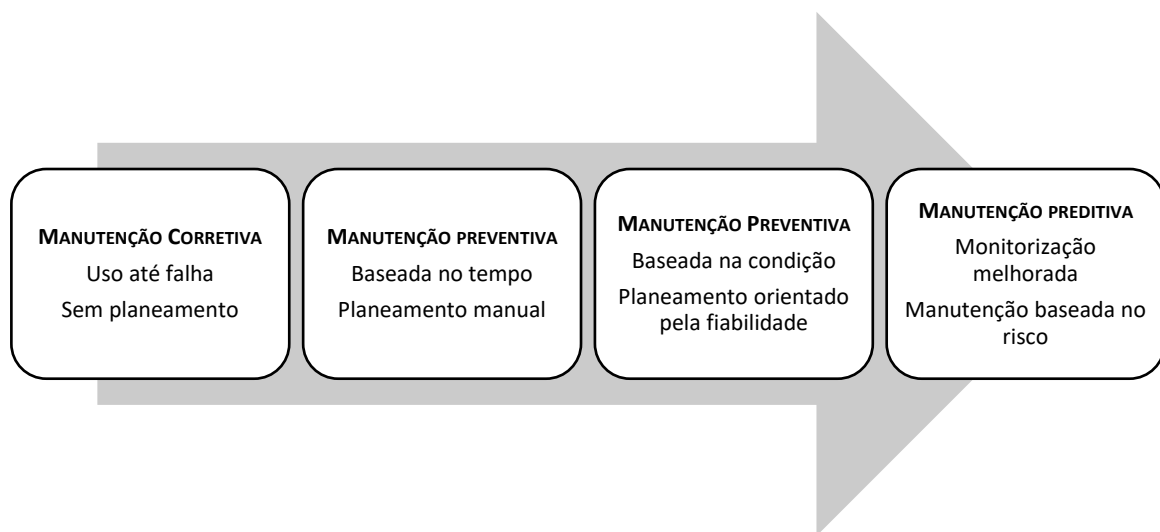 MANUTENÇÃO CORRETIVA
Uso até falha
Sem planeamento
MANUTENÇÃO PREVENTIVA
Baseada no tempo
Planeamento manual
MANUTENÇÃO PREVENTIVA
Baseada na condição
Planeamento orientado
pela fiabilidade
MANUTENÇÃO PREDITIVA
Monitorização
melhorada
Manutenção baseada no
risco